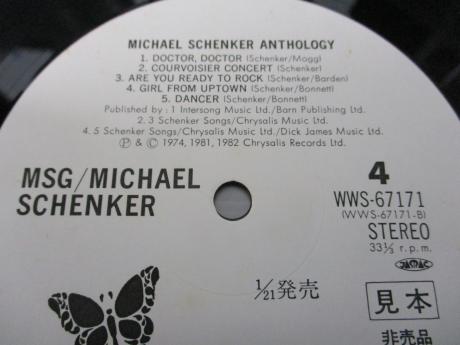 MICHAEL SCHENKER ANTHOLOGY
1. DOCTOR, DOCTOR (Schenker/Mogg)
2. COURVOISIER CONCERT (Schenker)
3. ARE YOU READY TO ROCK (Schenker/Barden)
4. GIRL FROM UPTOWN (Schenker/Bonnett)
5. DANCER (Schenker/Bonnett)
Published by : 1 Intersong Music Ltd./Barn Publishing Ltd.
2. 3 Schenker Songs/Chrysalis Music Ltd.
4. 5 Schenker Songs/Chrysalis Music Ltd./Dick James Music Ltd.
Ⓟ & © 1974, 1981, 1982 Chrysalis Records Ltd.
MSG/MICHAEL
SCHENKER
4
WWS-67171
(WWS-67171-B)
STEREO
33⅓ r.p.m.
1/21発売
見本
非売品